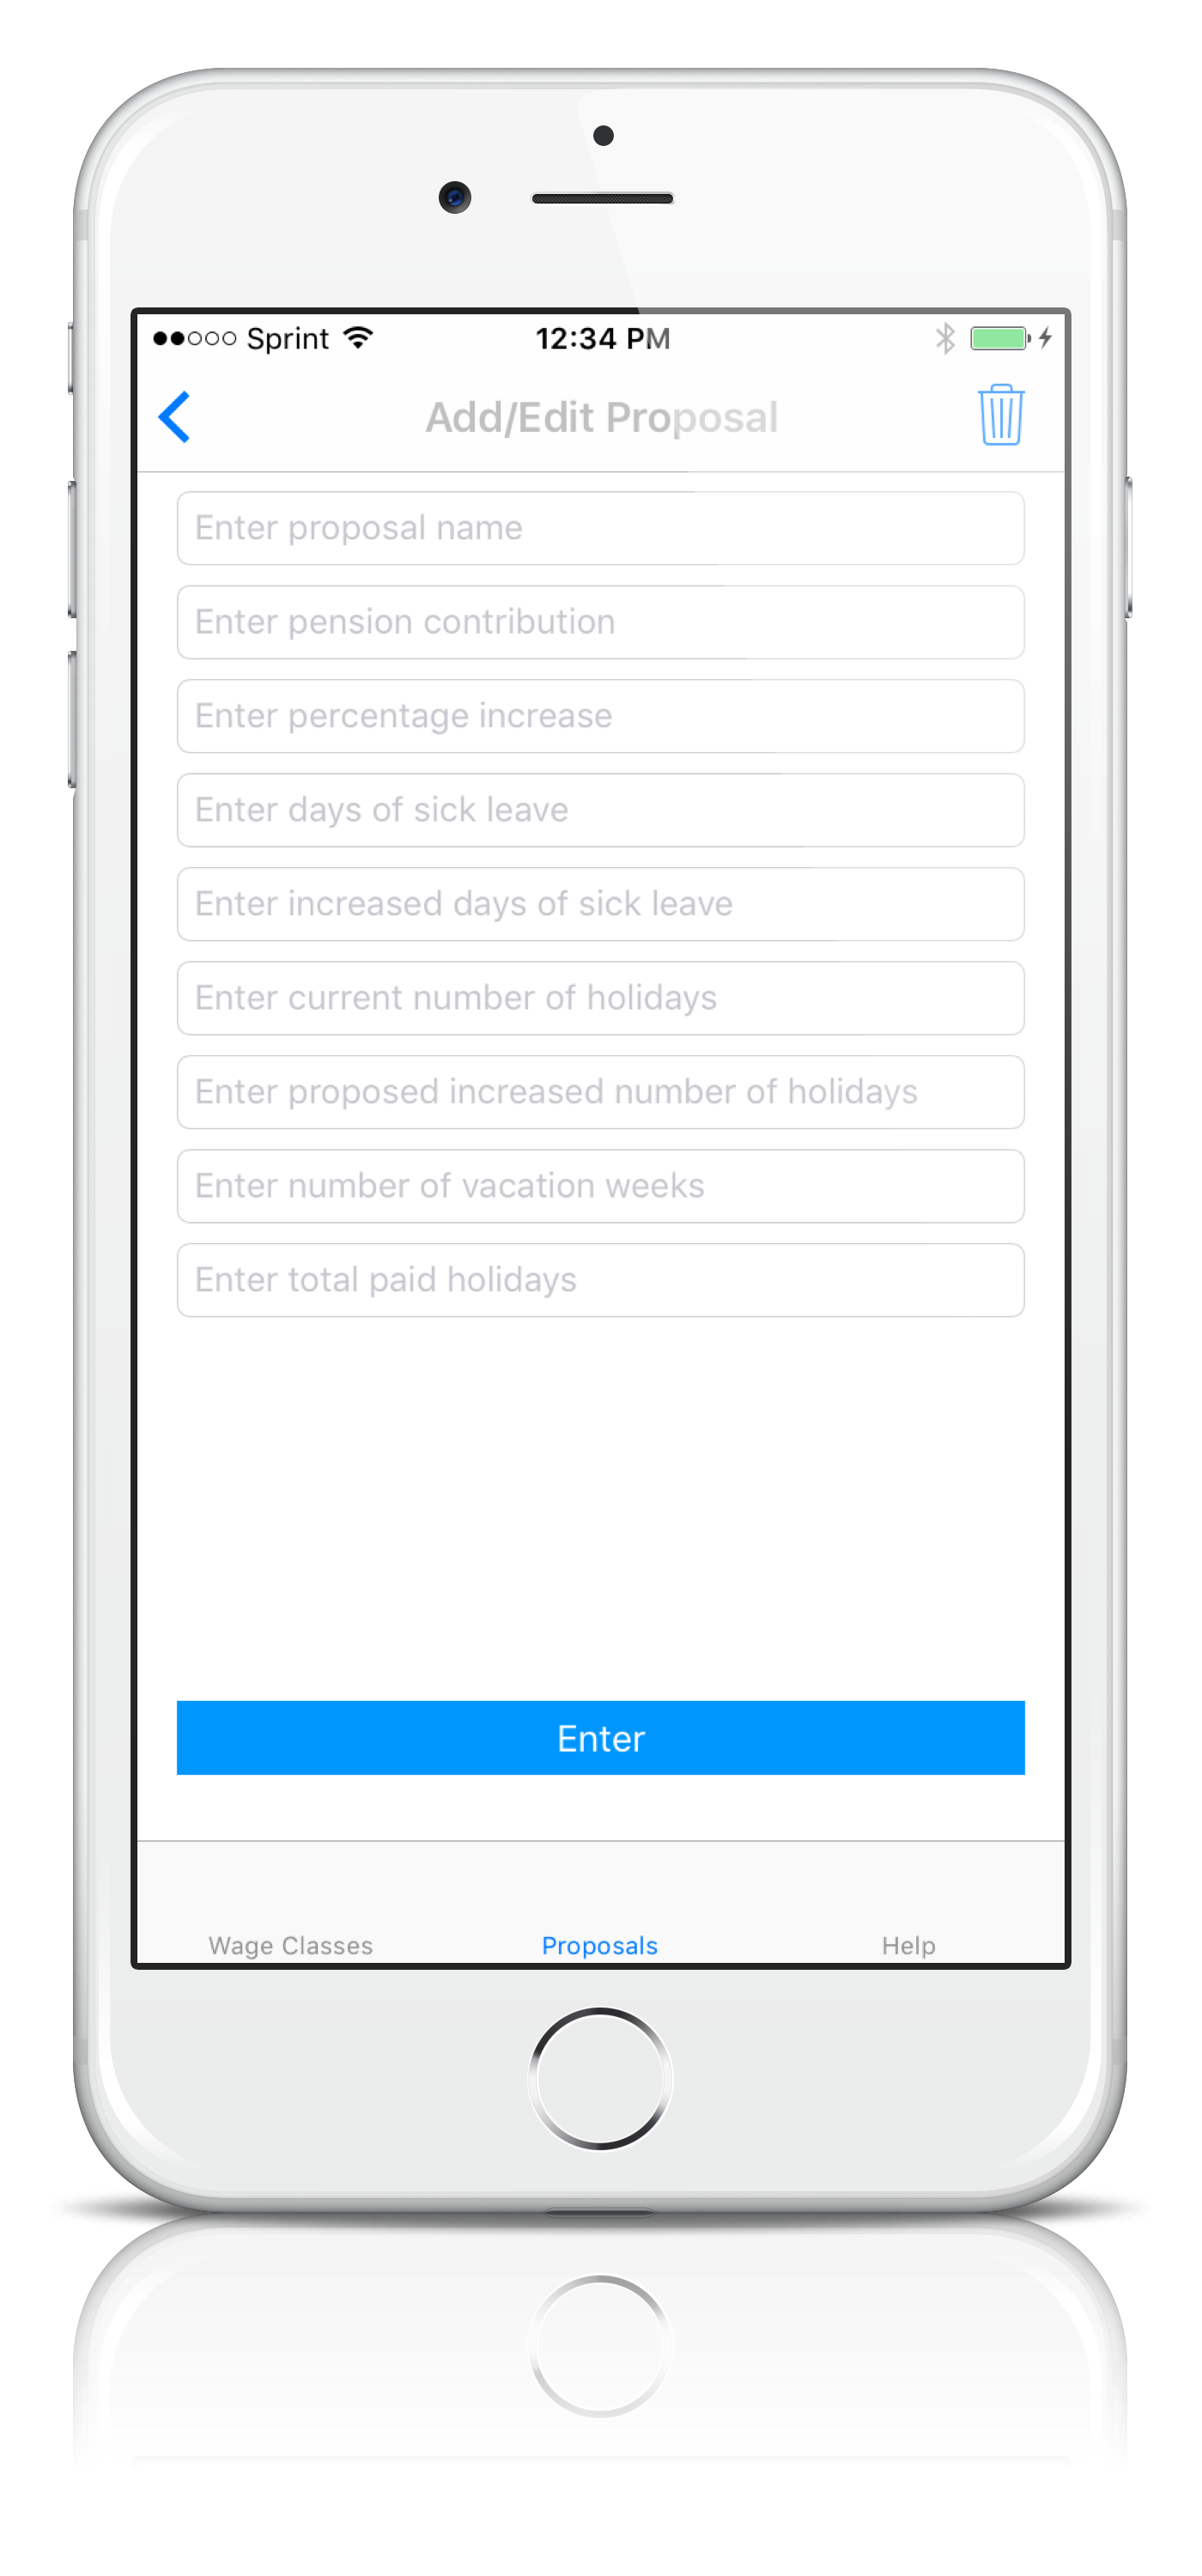 Sprint 12:34 PM
Add/Edit Proposal
Enter proposal name
Enter pension contribution
Enter percentage increase
Enter days of sick leave
Enter increased days of sick leave
Enter current number of holidays
Enter proposed increased number of holidays
Enter number of vacation weeks
Enter total paid holidays
Enter
Wage Classes Proposals Help